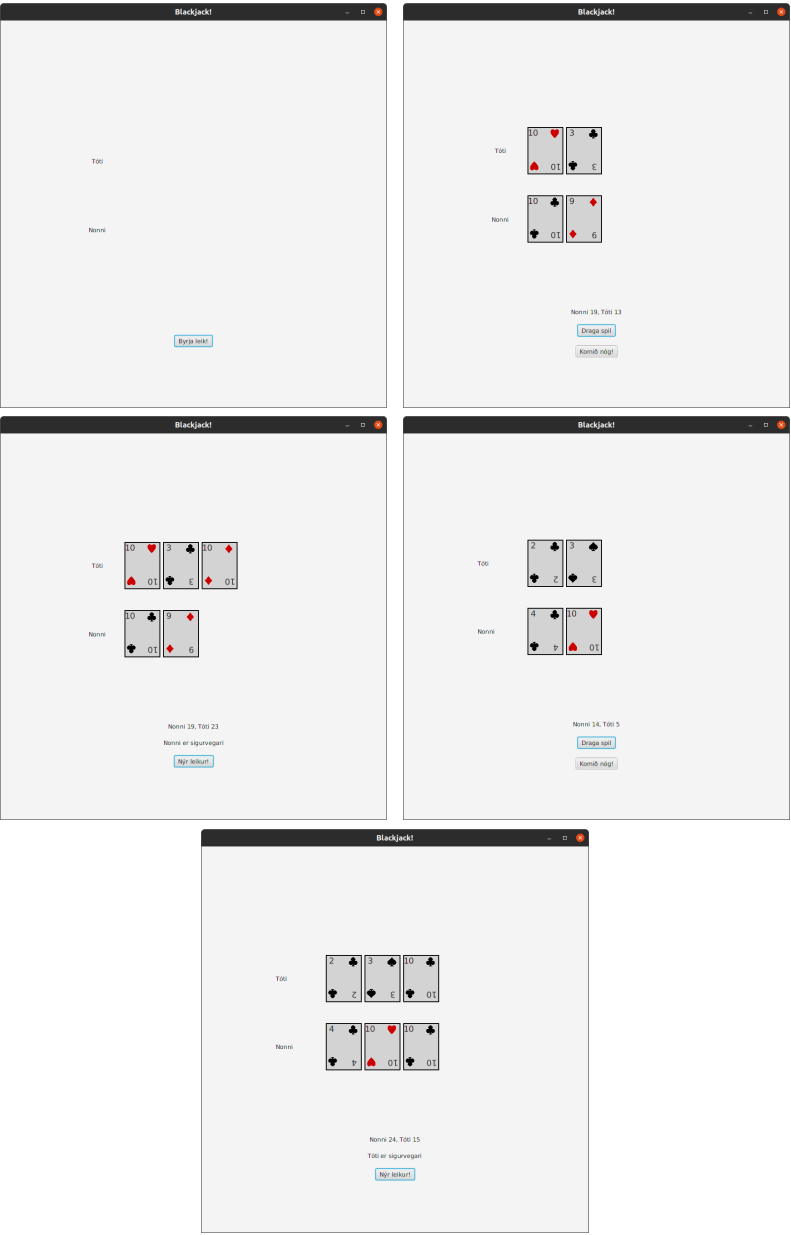 Blackjack!
Tóti
Nonni
Byrja leik!
Blackjack!
Tóti
10 10 3 3
Nonni
10 10 9 9
Nonni 19, Tóti 13
Draga spil
Komið nóg!
Blackjack!
Tóti
10 10 3 3 10 10
Nonni
10 10 9 9
Nonni 19, Tóti 23
Nonni er sigurvegari
Nýr leikur!
Blackjack!
Tóti
2 2 3 3
Nonni
4 4 10 10
Nonni 14, Tóti 5
Draga spil
Komið nóg!
Blackjack!
Tóti
2 2 3 3 10 10
Nonni
4 4 10 10 10 10
Nonni 24, Tóti 15
Tóti er sigurvegari
Nýr leikur!